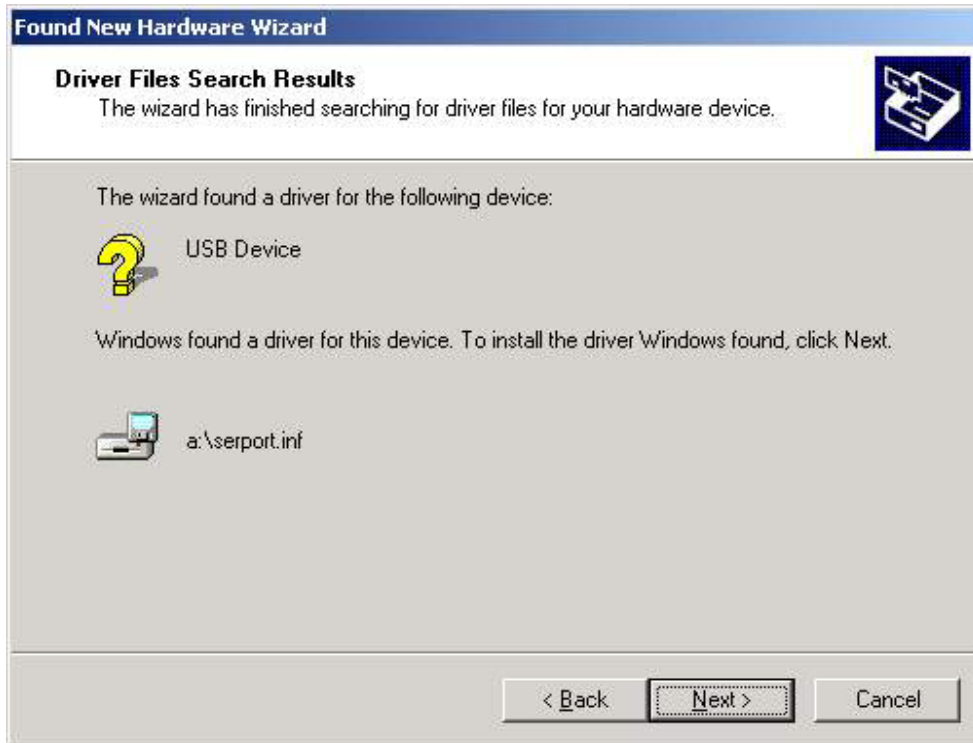 Found New Hardware Wizard
Driver Files Search Results
The wizard has finished searching for driver files for your hardware device.
The wizard found a driver for the following device:
USB Device
Windows found a driver for this device. To install the driver Windows found, click Next.
a:\serport.inf
< Back Next > Cancel